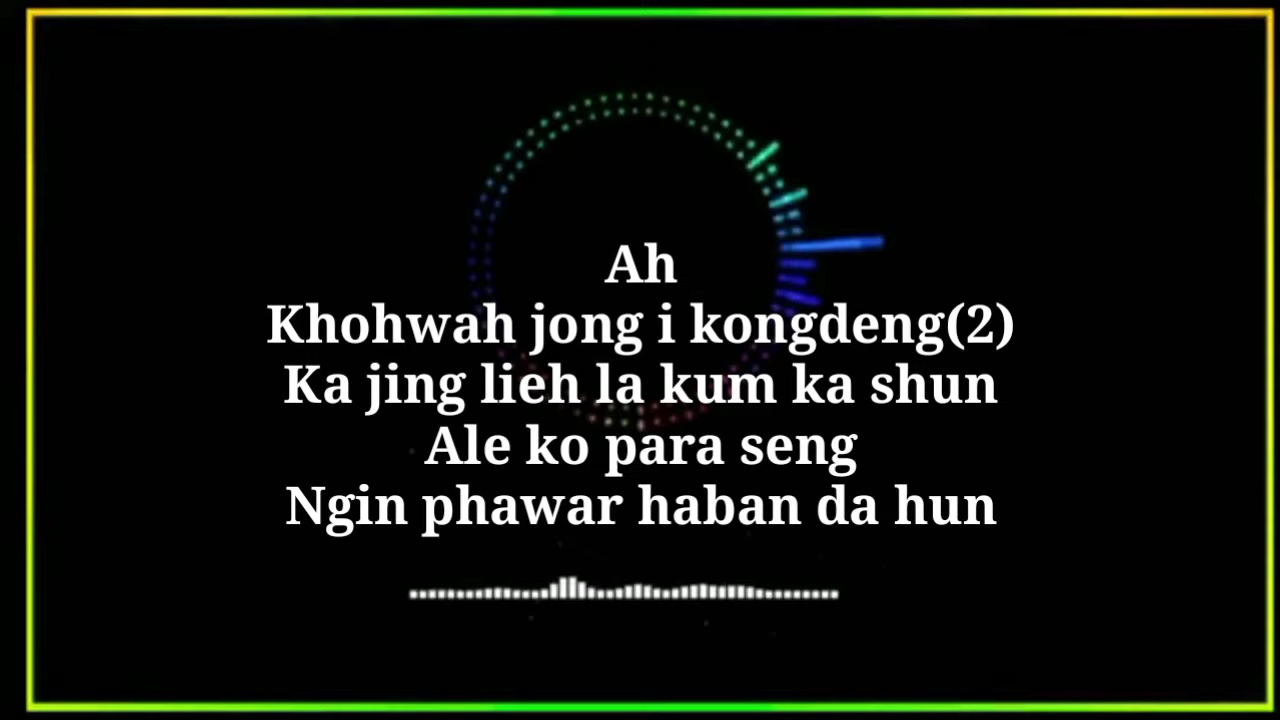 Ah
Khohwah jong i kongdeng(2)
Ka jing lieh la kum ka shun
Ale ko para seng
Ngin phawar haban da hun